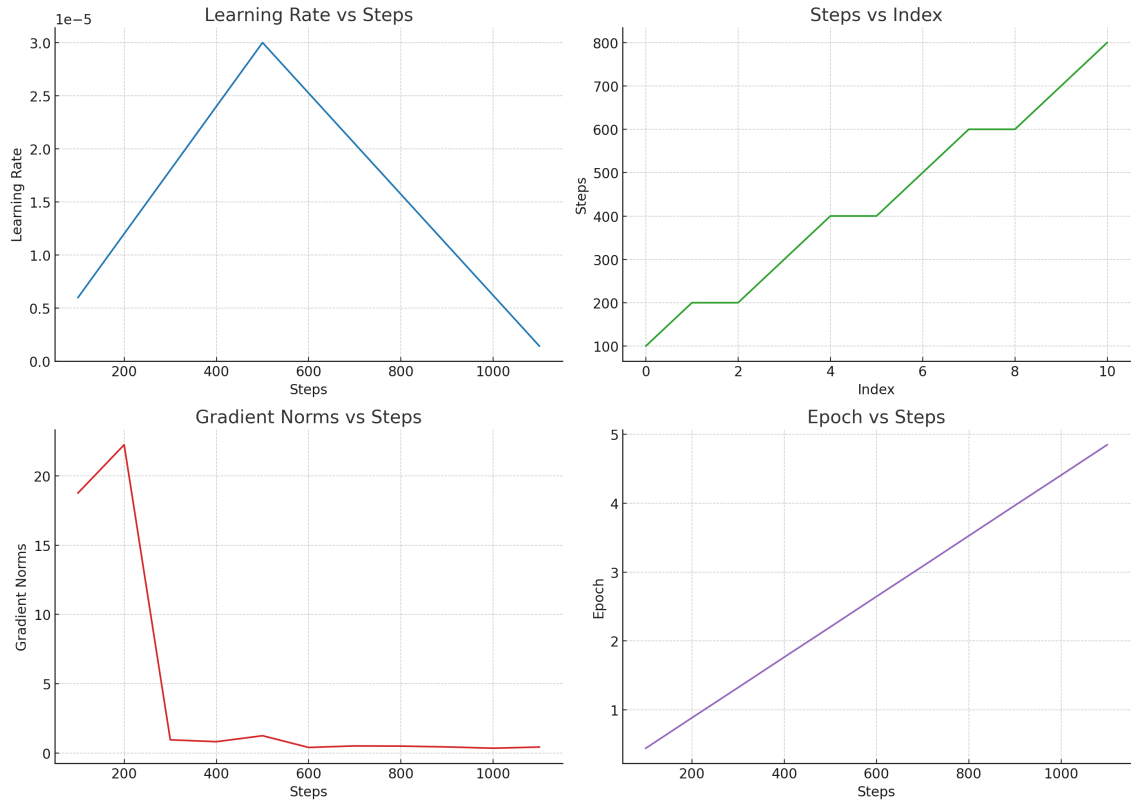 Learning Rate vs Steps
1e−5
3.0
2.5
2.0
1.5
1.0
0.5
0.0
Learning Rate
200 400 600 800 1000
Steps
Steps vs Index
800
700
600
500
400
300
200
100
Steps
0 2 4 6 8 10
Index
Gradient Norms vs Steps
20
15
10
5
0
Gradient Norms
200 400 600 800 1000
Steps
Epoch vs Steps
5
4
3
2
1
Epoch
200 400 600 800 1000
Steps